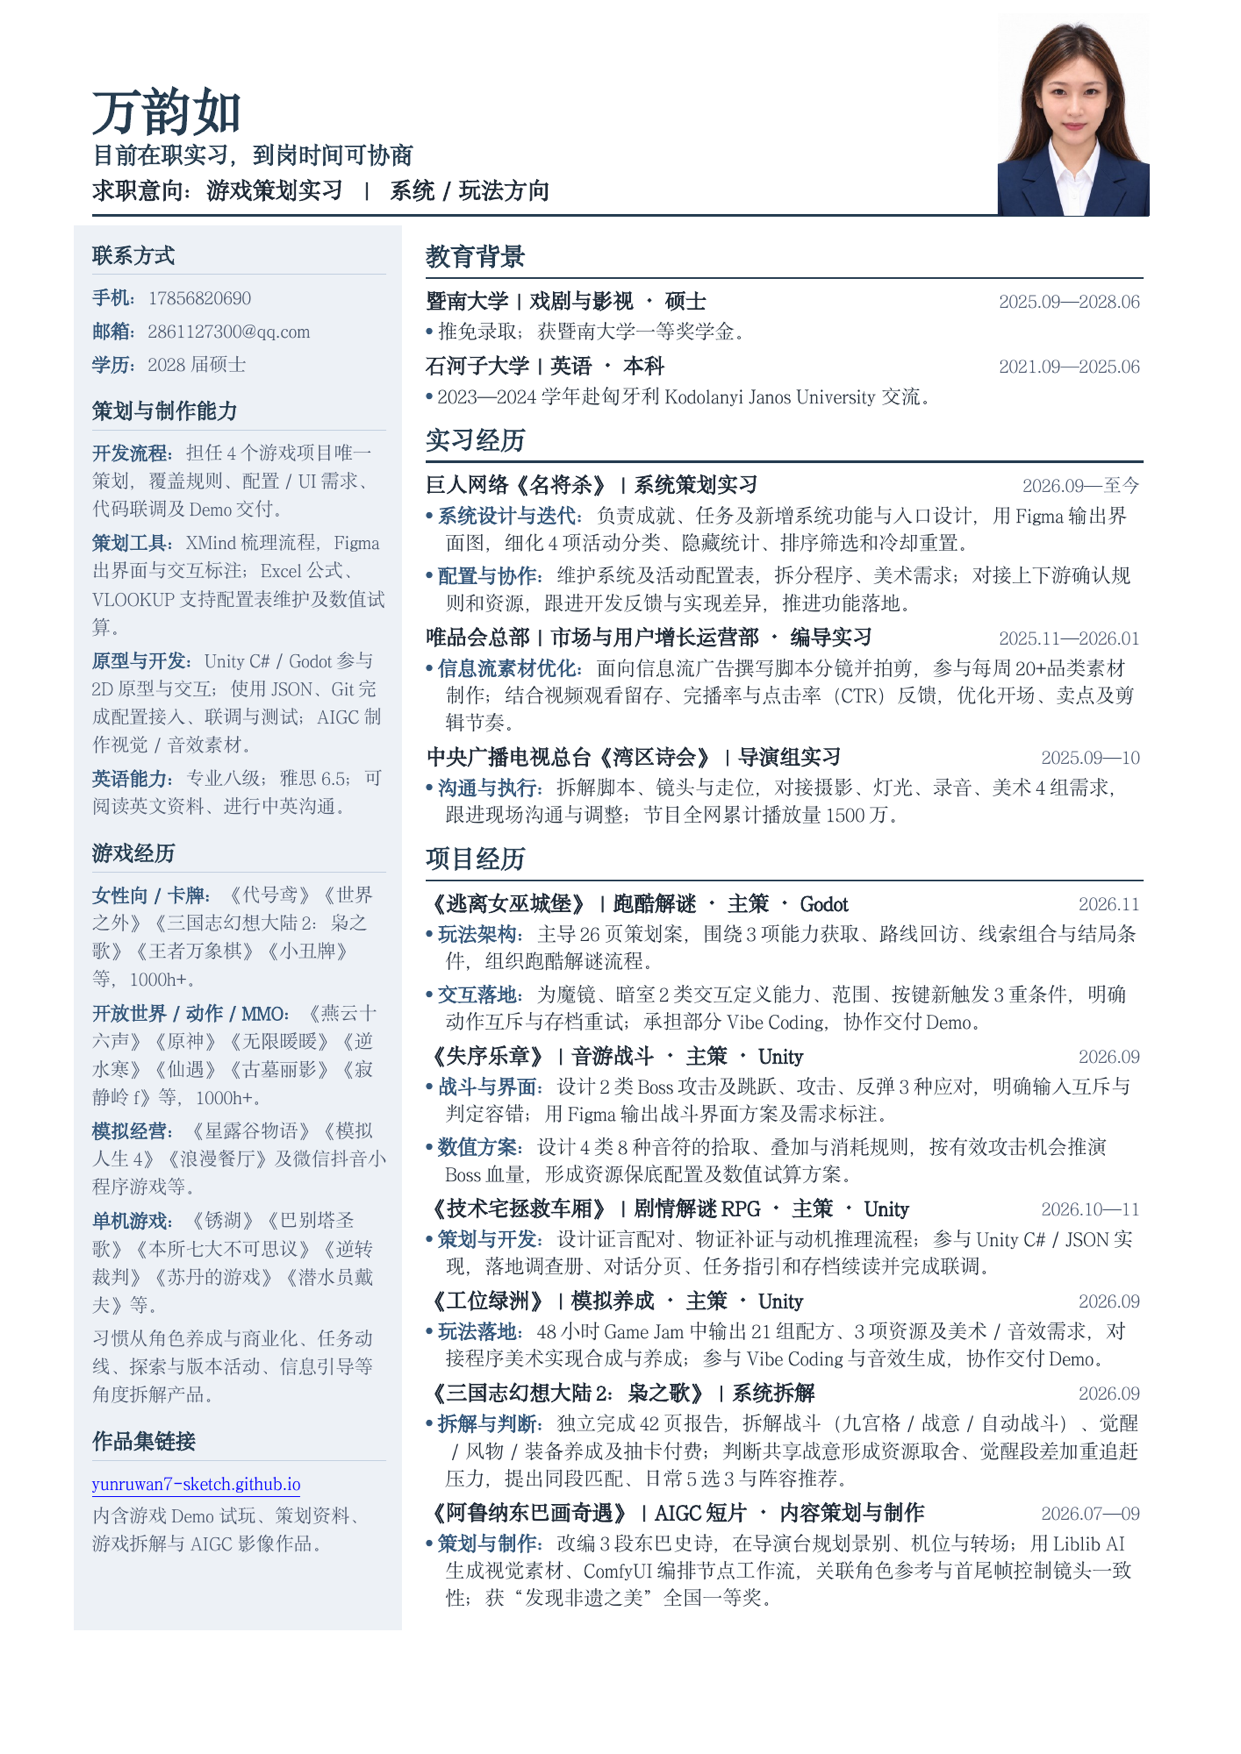 万韵如
目前在职实习，到岗时间可协商
求职意向：游戏策划实习 | 系统 / 玩法方向
联系方式
手机：17856820690
邮箱：2861127300@qq.com
学历：2028 届硕士
策划与制作能力
开发流程：担任 4 个游戏项目唯一
策划，覆盖规则、配置 / UI 需求、
代码联调及 Demo 交付。
策划工具：XMind 梳理流程，Figma
出界面与交互标注；Excel 公式、
VLOOKUP 支持配置表维护及数值试
算。
原型与开发：Unity C# / Godot 参与
2D 原型与交互；使用 JSON、Git 完
成配置接入、联调与测试；AIGC 制
作视觉 / 音效素材。
英语能力：专业八级；雅思 6.5；可
阅读英文资料、进行中英沟通。
游戏经历
女性向 / 卡牌：《代号鸢》《世界
之外》《三国志幻想大陆 2：枭之
歌》《王者万象棋》《小丑牌》
等，1000h+。
开放世界 / 动作 / MMO：《燕云十
六声》《原神》《无限暖暖》《逆
水寒》《仙遇》《古墓丽影》《寂
静岭 f》等，1000h+。
模拟经营：《星露谷物语》《模拟
人生 4》《浪漫餐厅》及微信抖音小
程序游戏等。
单机游戏：《锈湖》《巴别塔圣
歌》《本所七大不可思议》《逆转
裁判》《苏丹的游戏》《潜水员戴
夫》等。
习惯从角色养成与商业化、任务动
线、探索与版本活动、信息引导等
角度拆解产品。
作品集链接
yunruwan7-sketch.github.io
内含游戏 Demo 试玩、策划资料、
游戏拆解与 AIGC 影像作品。
教育背景
暨南大学 | 戏剧与影视 · 硕士 2025.09—2028.06
• 推免录取；获暨南大学一等奖学金。
石河子大学 | 英语 · 本科 2021.09—2025.06
• 2023—2024 学年赴匈牙利 Kodolanyi Janos University 交流。
实习经历
巨人网络《名将杀》 | 系统策划实习 2026.09—至今
• 系统设计与迭代：负责成就、任务及新增系统功能与入口设计，用 Figma 输出界
面图，细化 4 项活动分类、隐藏统计、排序筛选和冷却重置。
• 配置与协作：维护系统及活动配置表，拆分程序、美术需求；对接上下游确认规
则和资源，跟进开发反馈与实现差异，推进功能落地。
唯品会总部 | 市场与用户增长运营部 · 编导实习 2025.11—2026.01
• 信息流素材优化：面向信息流广告撰写脚本分镜并拍剪，参与每周 20+品类素材
制作；结合视频观看留存、完播率与点击率（CTR）反馈，优化开场、卖点及剪
辑节奏。
中央广播电视总台《湾区诗会》 | 导演组实习 2025.09—10
• 沟通与执行：拆解脚本、镜头与走位，对接摄影、灯光、录音、美术 4 组需求，
跟进现场沟通与调整；节目全网累计播放量 1500 万。
项目经历
《逃离女巫城堡》 | 跑酷解谜 · 主策 · Godot 2026.11
• 玩法架构：主导 26 页策划案，围绕 3 项能力获取、路线回访、线索组合与结局条
件，组织跑酷解谜流程。
• 交互落地：为魔镜、暗室 2 类交互定义能力、范围、按键新触发 3 重条件，明确
动作互斥与存档重试；承担部分 Vibe Coding，协作交付 Demo。
《失序乐章》 | 音游战斗 · 主策 · Unity 2026.09
• 战斗与界面：设计 2 类 Boss 攻击及跳跃、攻击、反弹 3 种应对，明确输入互斥与
判定容错；用 Figma 输出战斗界面方案及需求标注。
• 数值方案：设计 4 类 8 种音符的拾取、叠加与消耗规则，按有效攻击机会推演
Boss 血量，形成资源保底配置及数值试算方案。
《技术宅拯救车厢》 | 剧情解谜 RPG · 主策 · Unity 2026.10—11
• 策划与开发：设计证言配对、物证补证与动机推理流程；参与 Unity C# / JSON 实
现，落地调查册、对话分页、任务指引和存档续读并完成联调。
《工位绿洲》 | 模拟养成 · 主策 · Unity 2026.09
• 玩法落地：48 小时 Game Jam 中输出 21 组配方、3 项资源及美术 / 音效需求，对
接程序美术实现合成与养成；参与 Vibe Coding 与音效生成，协作交付 Demo。
《三国志幻想大陆 2：枭之歌》 | 系统拆解 2026.09
• 拆解与判断：独立完成 42 页报告，拆解战斗（九宫格 / 战意 / 自动战斗）、觉醒
/ 风物 / 装备养成及抽卡付费；判断共享战意形成资源取舍、觉醒段差加重追赶
压力，提出同段匹配、日常 5 选 3 与阵容推荐。
《阿鲁纳东巴画奇遇》 | AIGC 短片 · 内容策划与制作 2026.07—09
• 策划与制作：改编 3 段东巴史诗，在导演台规划景别、机位与转场；用 Liblib AI
生成视觉素材、ComfyUI 编排节点工作流，关联角色参考与首尾帧控制镜头一致
性；获“发现非遗之美”全国一等奖。